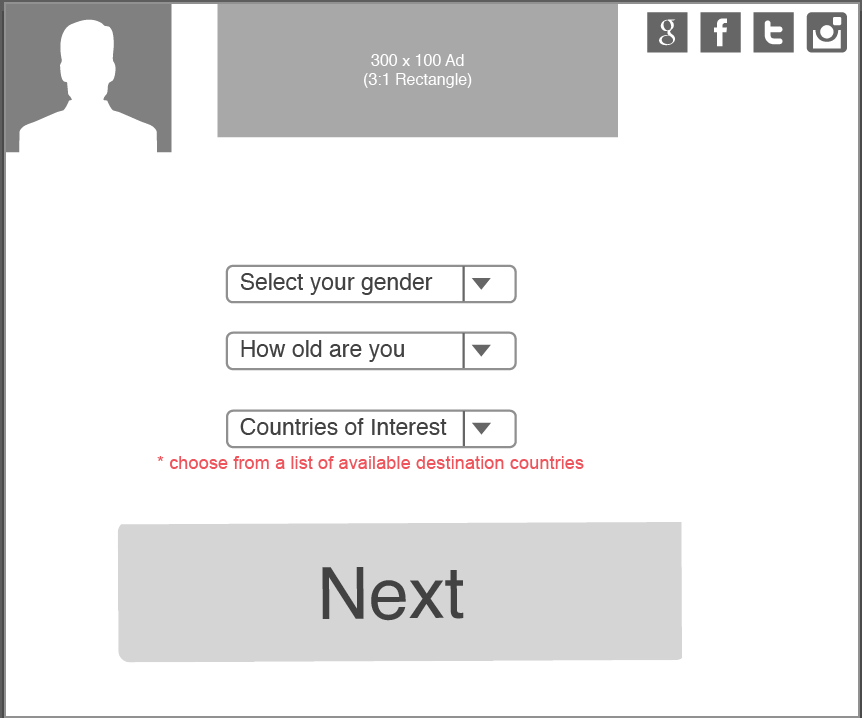 300 x 100 Ad
(3:1 Rectangle)
g f t
Select your gender
How old are you
Countries of Interest
* choose from a list of available destination countries
Next